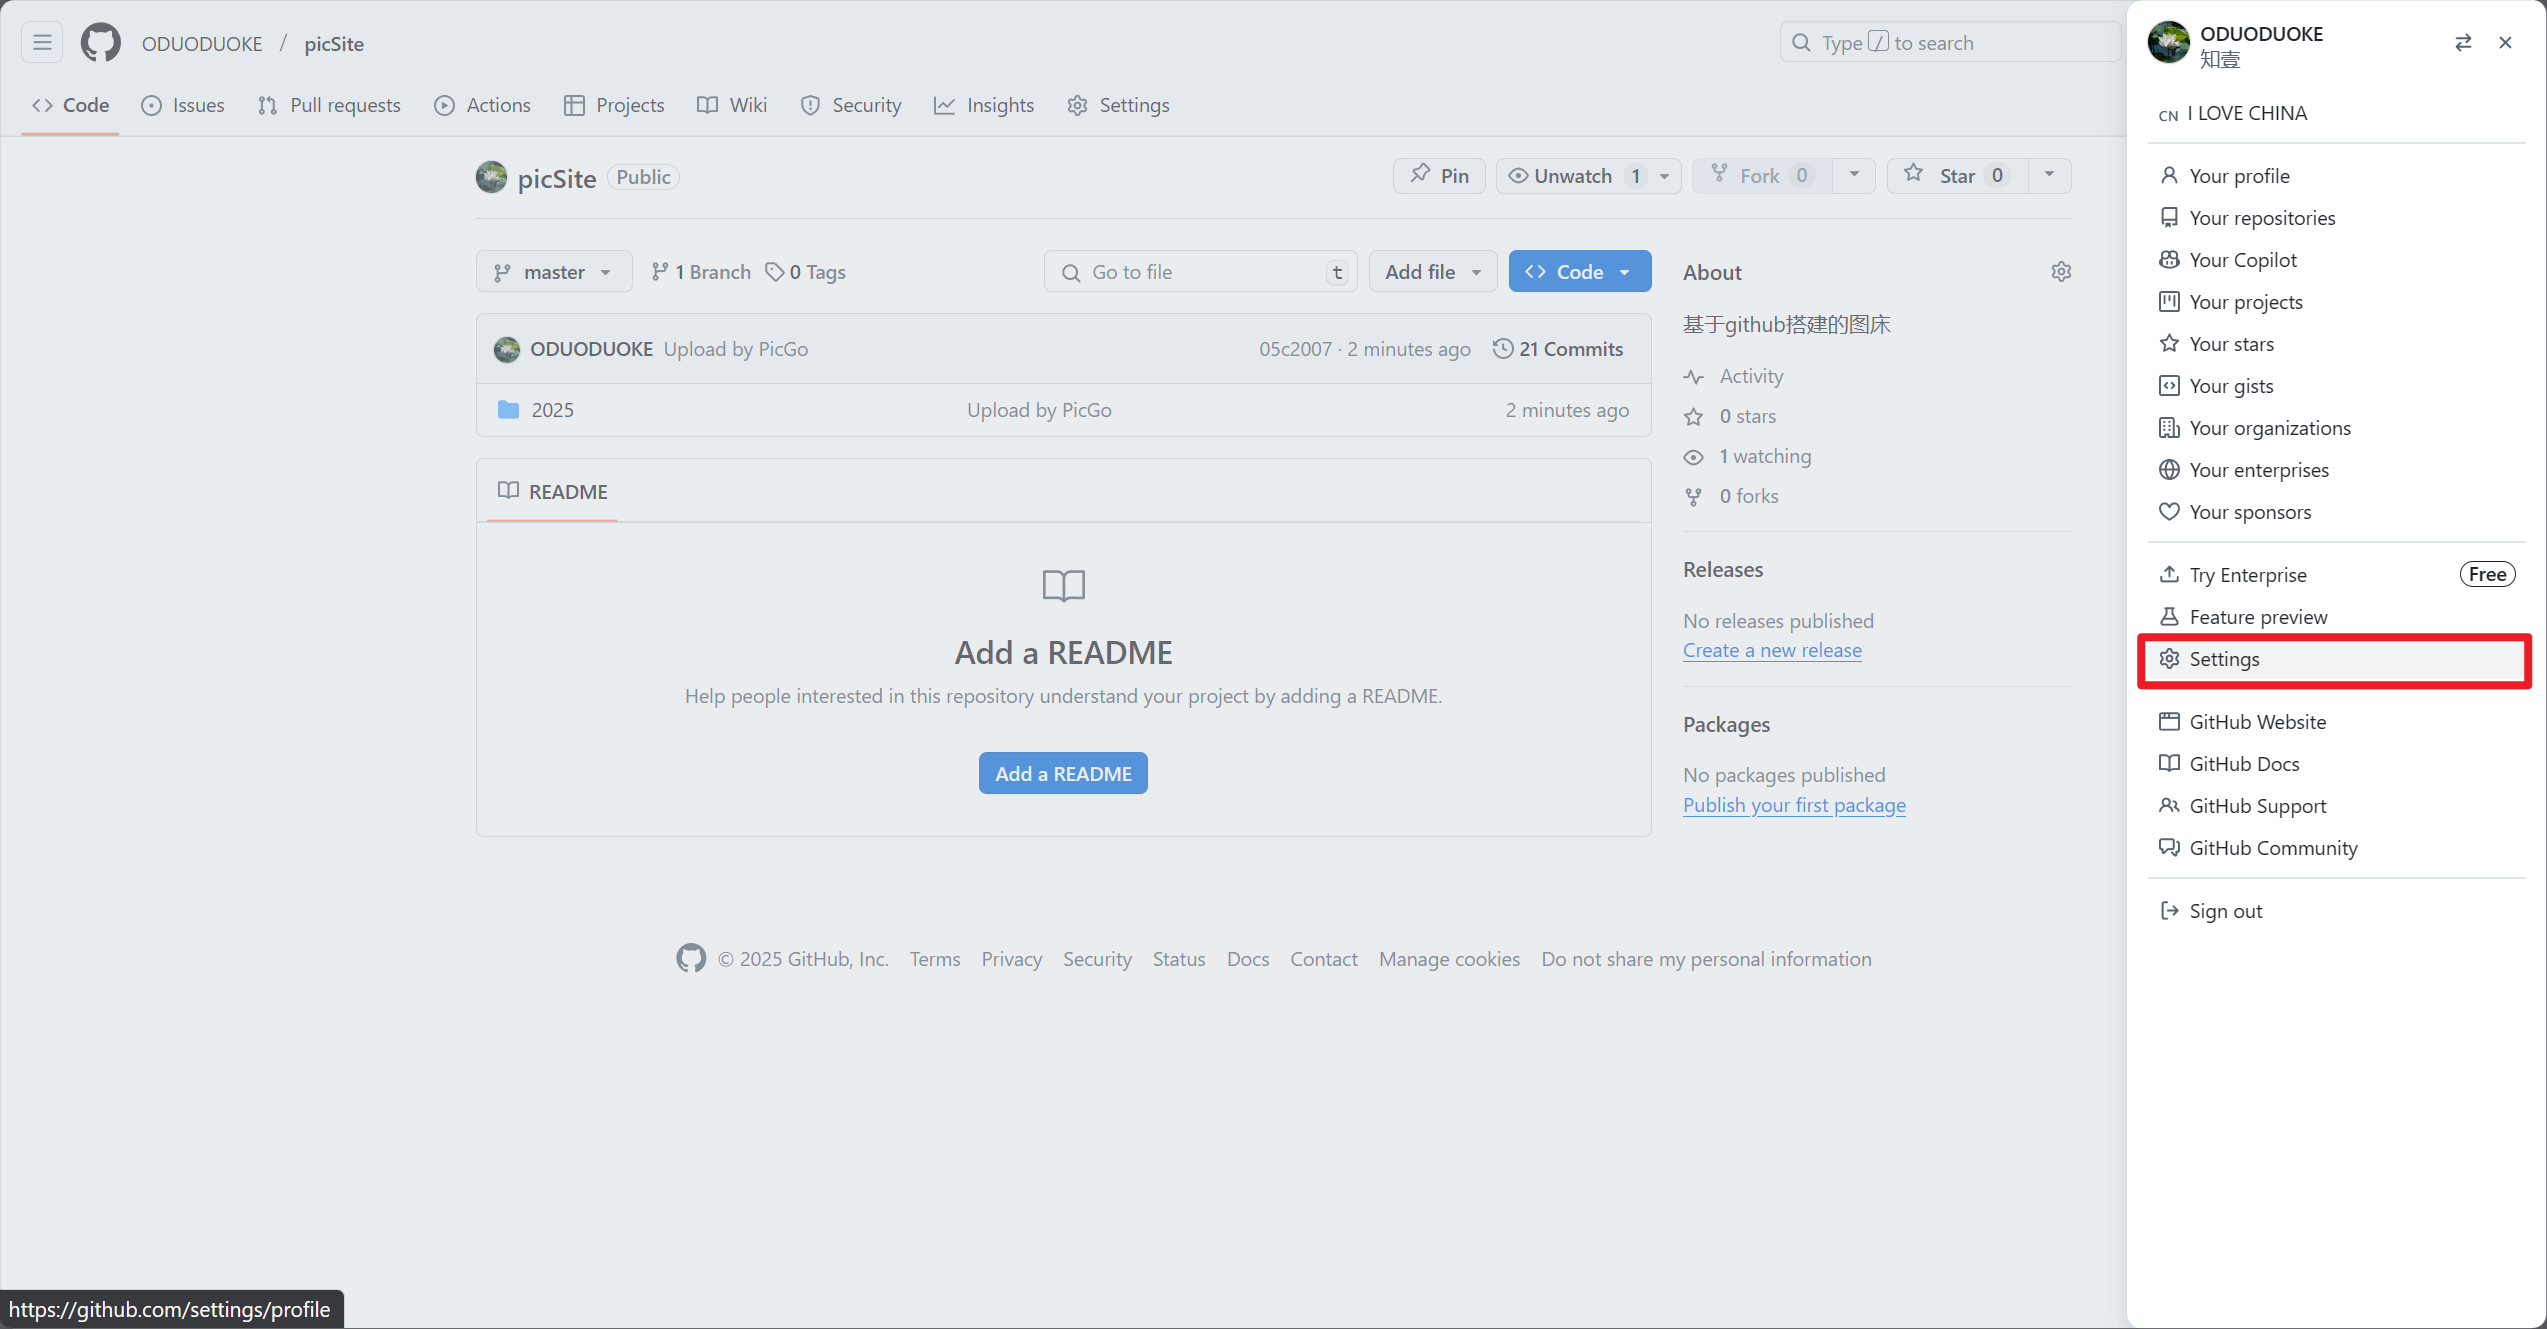 ODUODUOKE / picSite
Type / to search
Code Issues Pull requests Actions Projects Wiki Security Insights Settings
picSite Public
Pin Unwatch 1 Fork 0 Star 0
master 1 Branch 0 Tags
Go to file t Add file Code
ODUODUOKE Upload by PicGo 05c2007 · 2 minutes ago 21 Commits
2025 Upload by PicGo 2 minutes ago
README
Add a README
Help people interested in this repository understand your project by adding a README.
Add a README
About
基于github搭建的图床
Activity
0 stars
1 watching
0 forks
Releases
No releases published
Create a new release
Packages
No packages published
Publish your first package
© 2025 GitHub, Inc. Terms Privacy Security Status Docs Contact Manage cookies Do not share my personal information
ODUODUOKE
知壹
CN I LOVE CHINA
Your profile
Your repositories
Your Copilot
Your projects
Your stars
Your gists
Your organizations
Your enterprises
Your sponsors
Try Enterprise Free
Feature preview
Settings
GitHub Website
GitHub Docs
GitHub Support
GitHub Community
Sign out
https://github.com/settings/profile